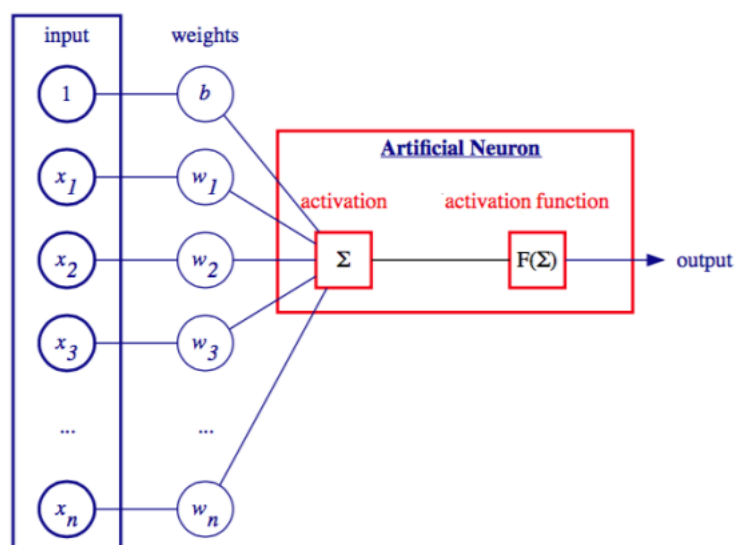 input weights
1 b
Artificial Neuron
x1 w1
activation activation function
x2 w2 Σ F(Σ) output
x3 w3
... ...
xn wn